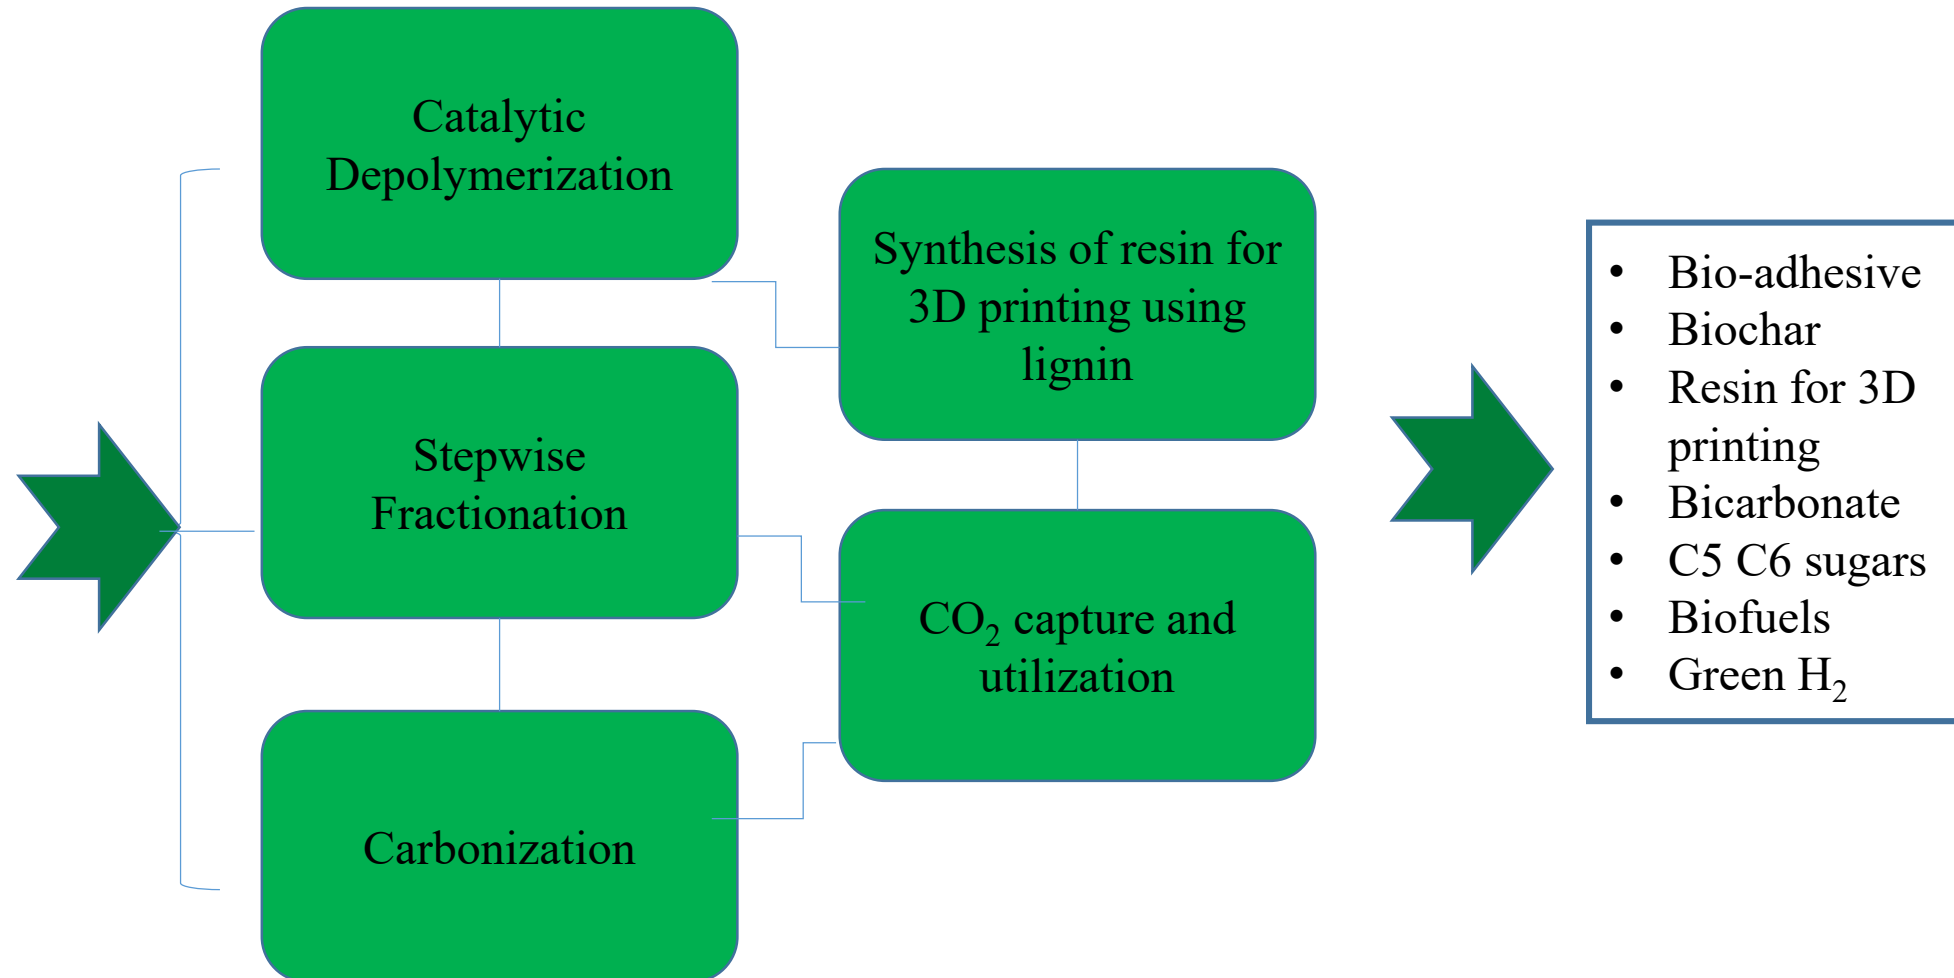 Catalytic
Depolymerization
Stepwise
Fractionation
Carbonization
Synthesis of resin for
3D printing using
lignin
CO₂ capture and
utilization
• Bio-adhesive
• Biochar
• Resin for 3D
printing
• Bicarbonate
• C5 C6 sugars
• Biofuels
• Green H₂